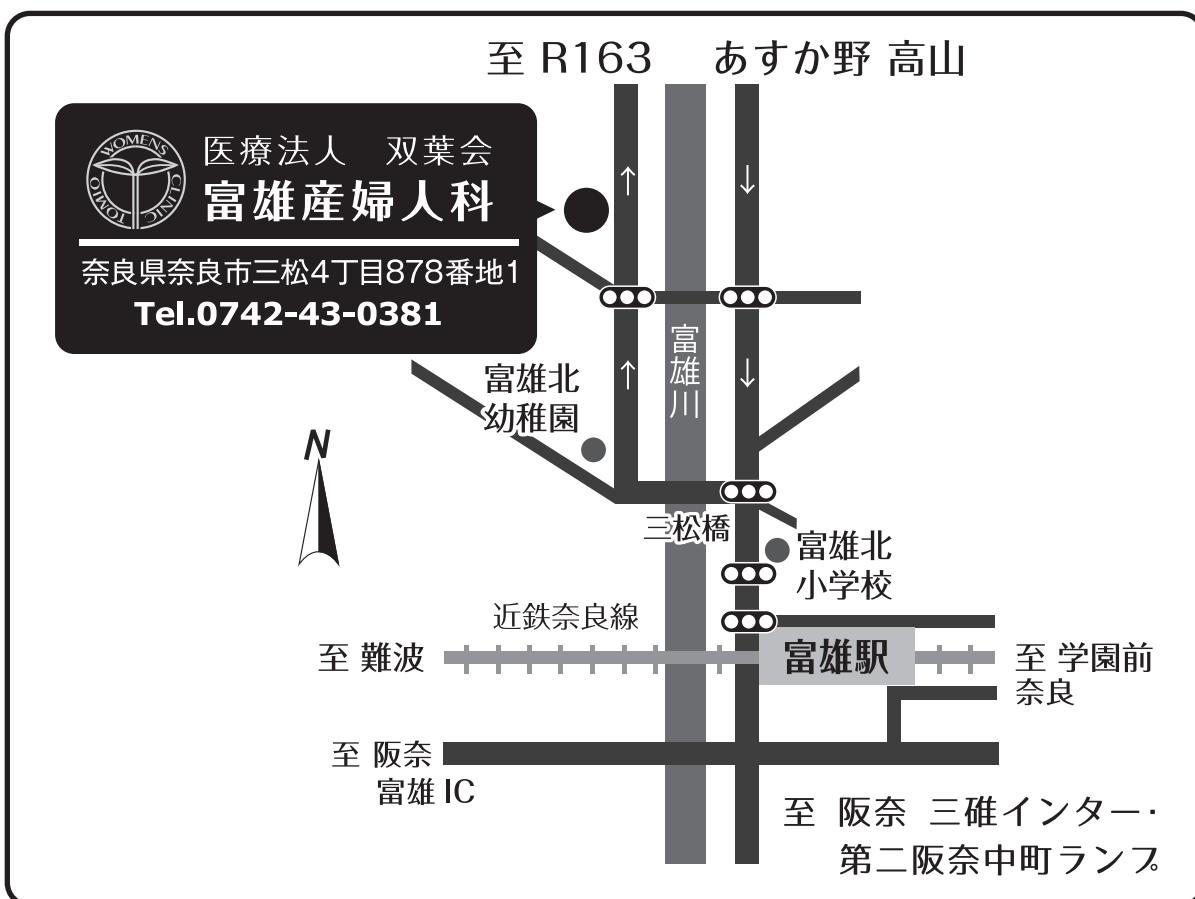 至 R163
あすか野 高山
WOMENS CLINIC TOMIO
医療法人 双葉会
富雄産婦人科
奈良県奈良市三松4丁目878番地1
Tel.0742-43-0381
↑
↓
富雄川
↑
↓
富雄北
幼稚園
N
三松橋
富雄北
小学校
近鉄奈良線
至 難波
富雄駅
至 学園前
奈良
至 阪奈
富雄 IC
至 阪奈 三碓インター・
第二阪奈中町ランプ